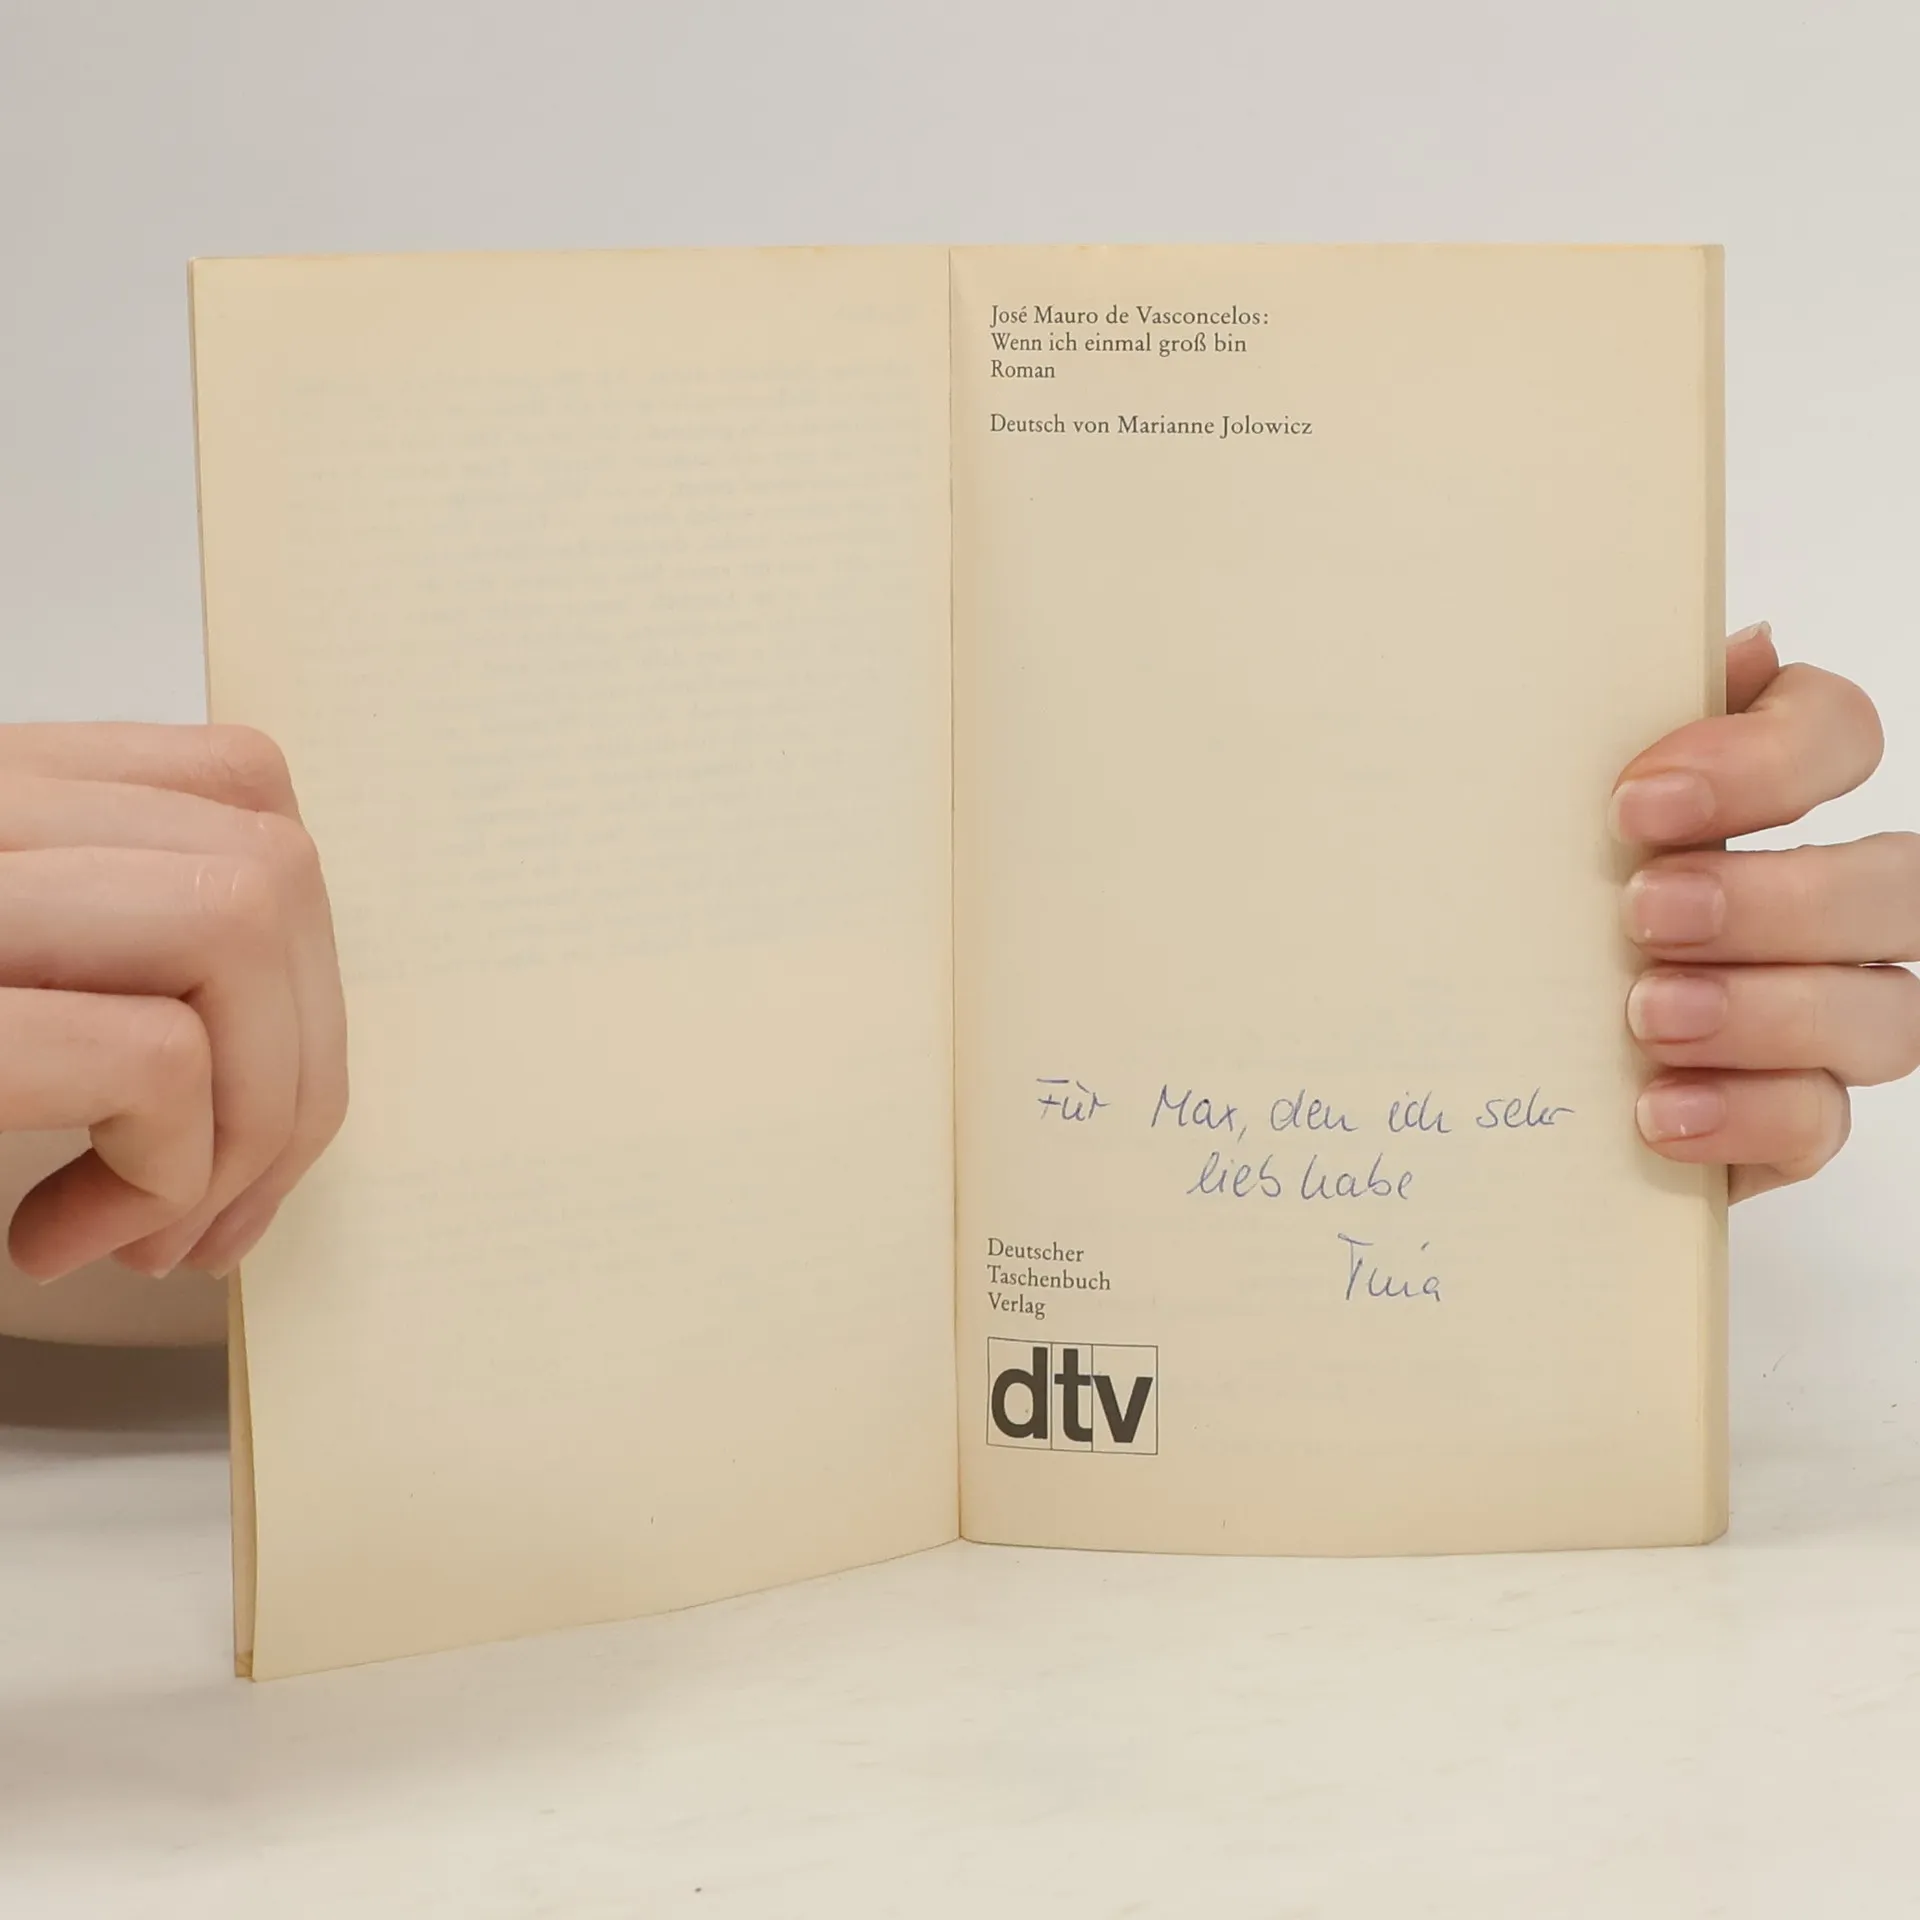 José Mauro de Vasconcelos:
Wenn ich einmal groß bin
Roman
Deutsch von Marianne Jolowicz
Für Max, den ich sehr
lieb habe
Tina
Deutscher
Taschenbuch
Verlag
dtv